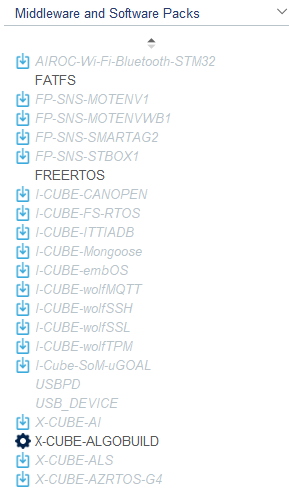 Middleware and Software Packs
AIROC-Wi-Fi-Bluetooth-STM32
FATFS
FP-SNS-MOTENV1
FP-SNS-MOTENVWB1
FP-SNS-SMARTAG2
FP-SNS-STBOX1
FREERTOS
I-CUBE-CANOPEN
I-CUBE-FS-RTOS
I-CUBE-ITTIADB
I-CUBE-Mongoose
I-CUBE-embOS
I-CUBE-wolfMQTT
I-CUBE-wolfSSH
I-CUBE-wolfSSL
I-CUBE-wolfTPM
I-Cube-SoM-uGOAL
USBPD
USB_DEVICE
X-CUBE-AI
X-CUBE-ALGOBUILD
X-CUBE-ALS
X-CUBE-AZRTOS-G4